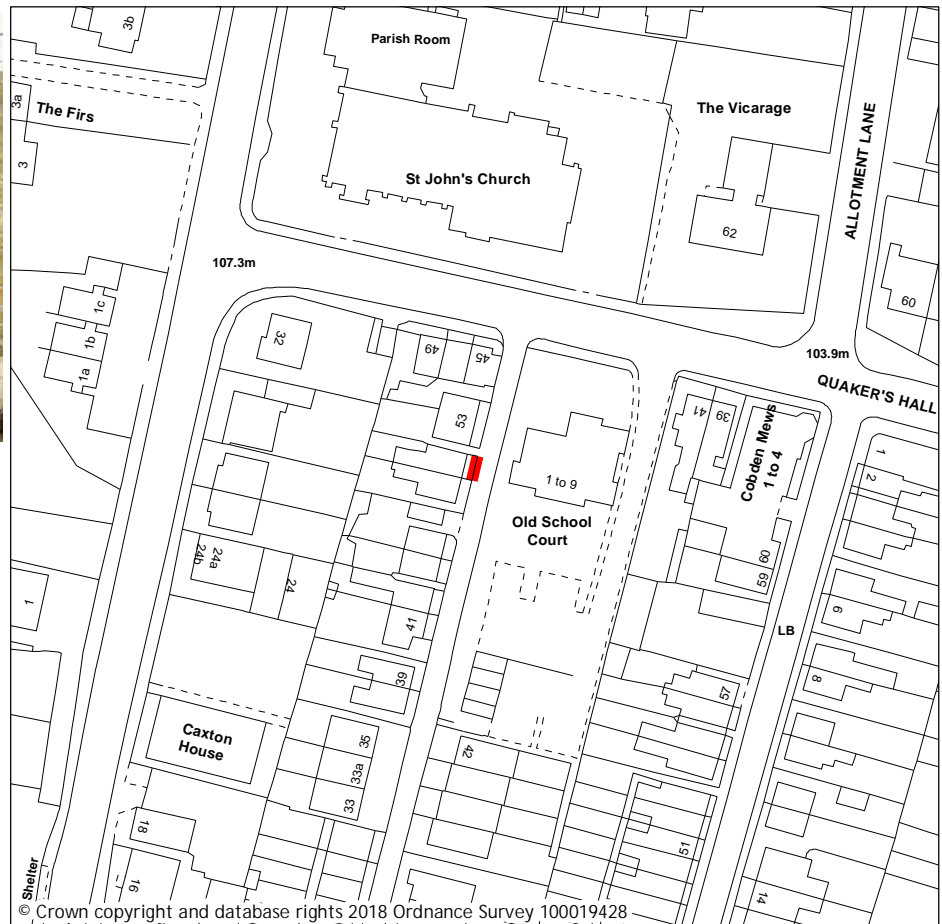 3b
Parish Room
3a
The Firs
The Vicarage
ALLOTMENT LANE
3
St John's Church
62
107.3m
60
1c
1b
1a
32
49
45
103.9m
QUAKER'S HALL
53
41
39
Cobden Mews
1 to 4
1
2
1 to 9
Old School
Court
24b
24a
24
60
59
1
41
LB
6
39
8
57
Caxton
House
35
33a
33
42
18
51
16
14
Shelter
© Crown copyright and database rights 2018 Ordnance Survey 100019428